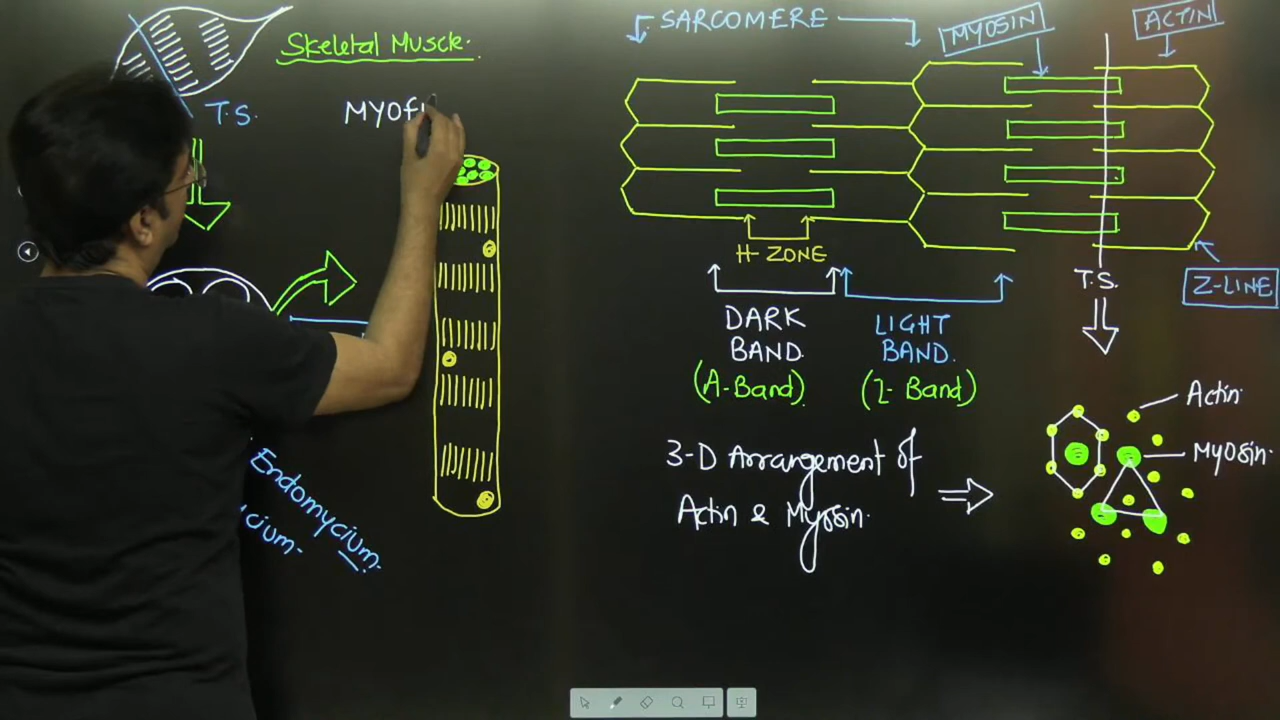 Skeletal Muscle.
T.S.
MYOf
Endomycium.
cium.
SARCOMERE
MYOSIN
ACTIN
H-ZONE
Z-LINE
T.S.
DARK
BAND.
(A-Band)
LIGHT
BAND.
(I-Band)
3-D Arrangement of
Actin & Myosin.
Actin.
Myosin.